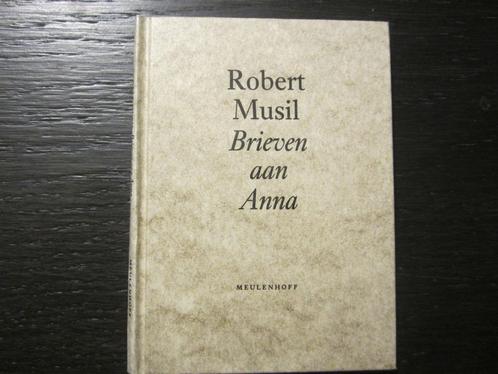 Robert
Musil
Brieven
aan
Anna
MEULENHOFF